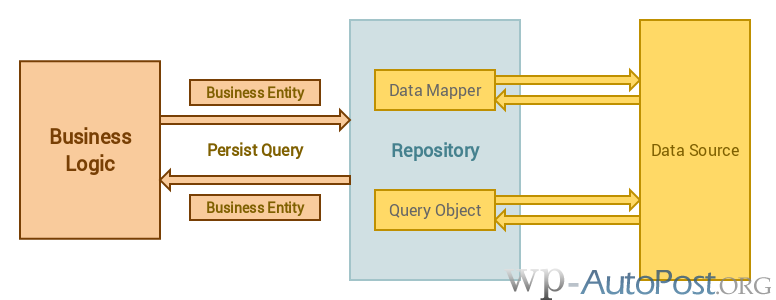 Business Entity
Data Mapper
Business
Logic
Persist Query
Repository
Data Source
Business Entity
Query Object
wp-AutoPost.ORG